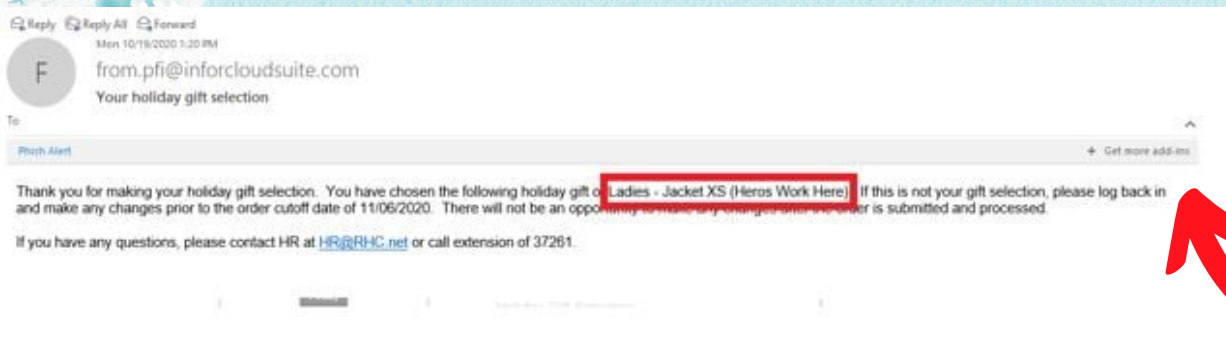 Reply Reply All Forward
Mon 10/19/2020 1:20 PM
F
from.pfi@inforcloudsuite.com
Your holiday gift selection
To
Phish Alert + Get more add-ins
Thank you for making your holiday gift selection. You have chosen the following holiday gift o Ladies - Jacket XS (Heros Work Here) If this is not your gift selection, please log back in
and make any changes prior to the order cutoff date of 11/06/2020. There will not be an opportunity to make any changes after the order is submitted and processed.
If you have any questions, please contact HR at HR@RHC.net or call extension of 37261.